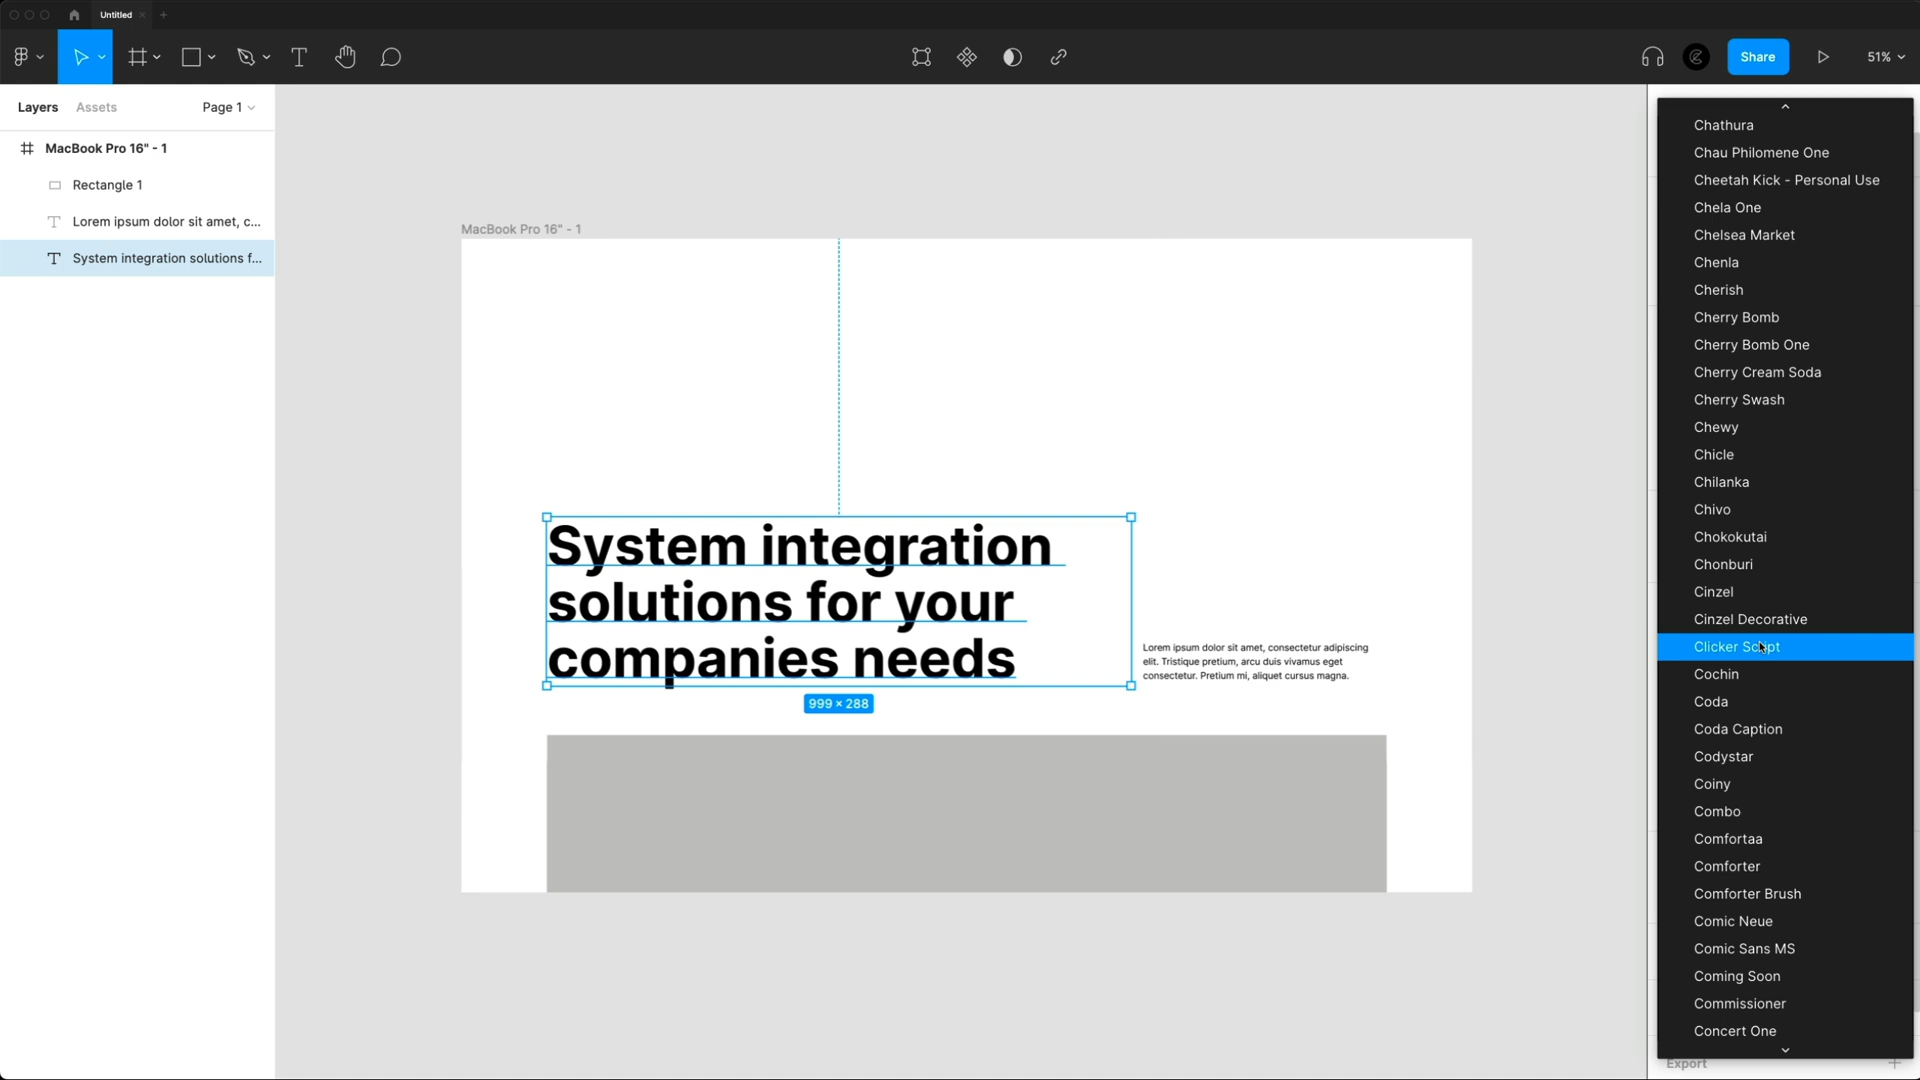 Untitled
Share
51%
Layers
Assets
Page 1
MacBook Pro 16" - 1
Rectangle 1
Lorem ipsum dolor sit amet, c...
System integration solutions f...
MacBook Pro 16" - 1
System integration
solutions for your
companies needs
999 × 288
Lorem ipsum dolor sit amet, consectetur adipiscing
elit. Tristique pretium, arcu duis vivamus eget
consectetur. Pretium mi, aliquet cursus magna.
Chathura
Chau Philomene One
Cheetah Kick - Personal Use
Chela One
Chelsea Market
Chenla
Cherish
Cherry Bomb
Cherry Bomb One
Cherry Cream Soda
Cherry Swash
Chewy
Chicle
Chilanka
Chivo
Chokokutai
Chonburi
Cinzel
Cinzel Decorative
Clicker Script
Cochin
Coda
Coda Caption
Codystar
Coiny
Combo
Comfortaa
Comforter
Comforter Brush
Comic Neue
Comic Sans MS
Coming Soon
Commissioner
Concert One
Export